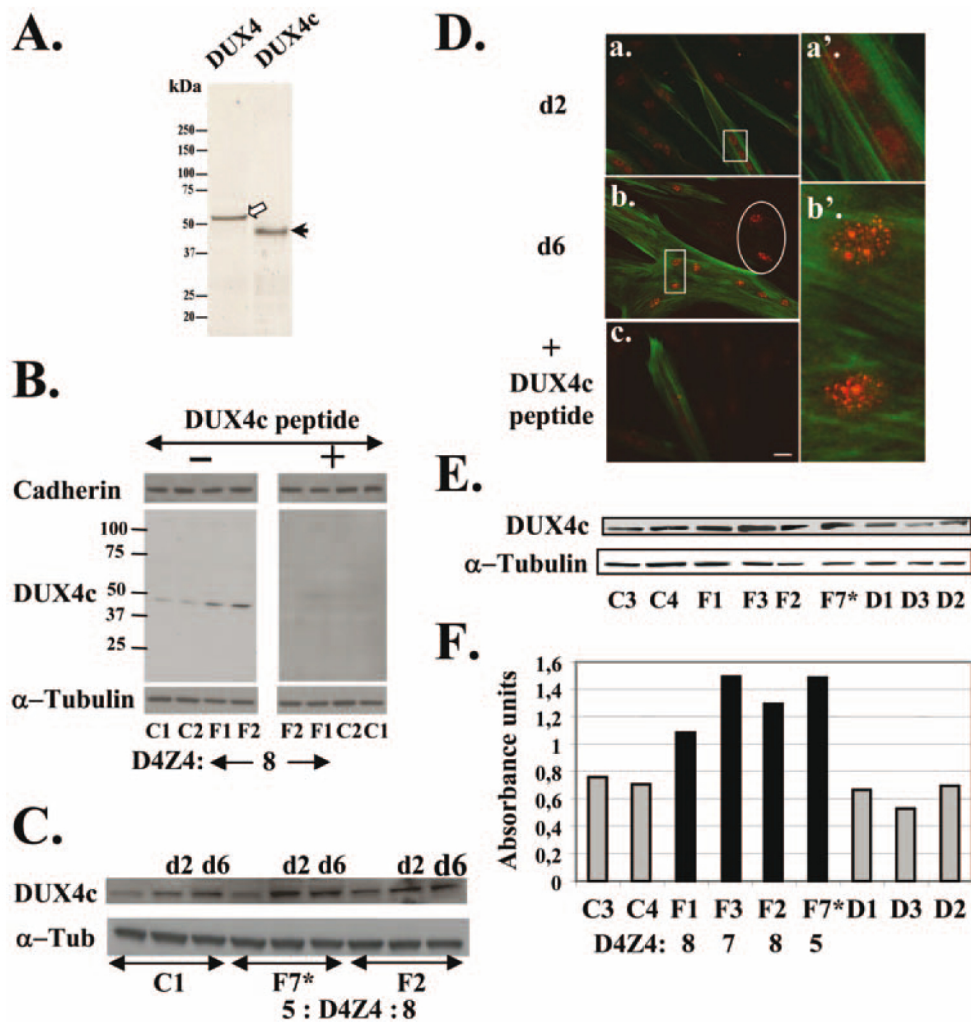 A.
DUX4 DUX4c
kDa
250
150
100
75
50
37
25
20
B.
DUX4c peptide
− +
Cadherin
100
75
DUX4c
50
37
25
α−Tubulin
C1 C2 F1 F2 F2 F1 C2 C1
D4Z4: 8
C.
d2 d6 d2 d6 d2 d6
DUX4c
α−Tub
C1 F7* F2
5 : D4Z4 : 8
D.
a. a'.
d2
b. b'.
d6
c.
+
DUX4c
peptide
E.
DUX4c
α−Tubulin
C3 C4 F1 F3 F2 F7* D1 D3 D2
F.
Absorbance units
1,6
1,4
1,2
1
0,8
0,6
0,4
0,2
0
C3 C4 F1 F3 F2 F7* D1 D3 D2
D4Z4: 8 7 8 5